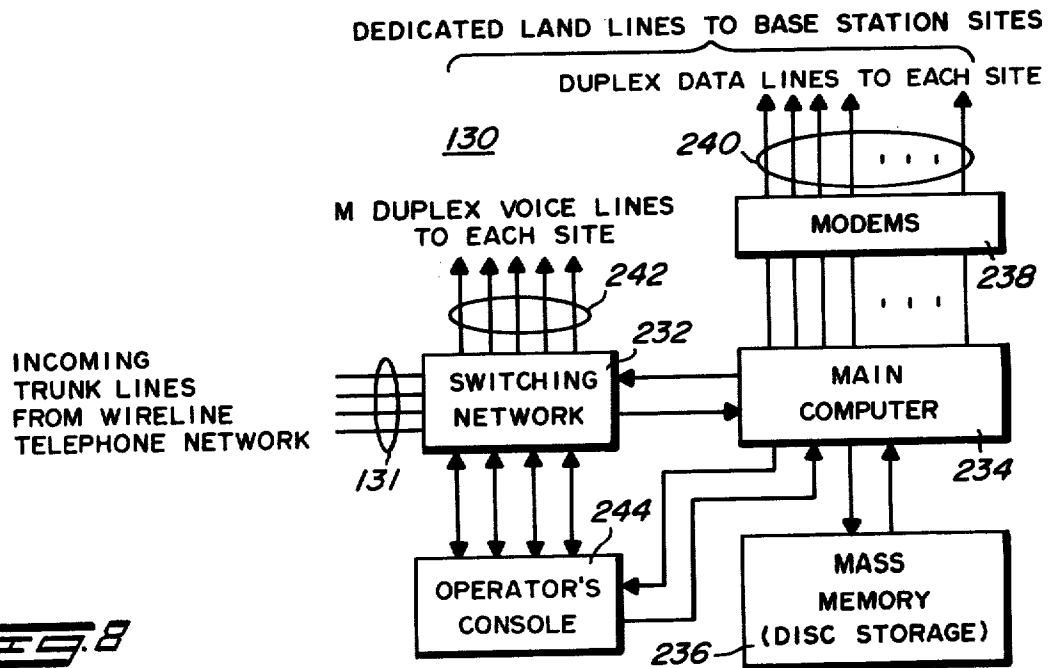 DEDICATED LAND LINES TO BASE STATION SITES
DUPLEX DATA LINES TO EACH SITE
130
240
M DUPLEX VOICE LINES
TO EACH SITE
MODEMS
238
242
232
INCOMING
TRUNK LINES
FROM WIRELINE
TELEPHONE NETWORK
131
SWITCHING
NETWORK
MAIN
COMPUTER
234
244
OPERATOR'S
CONSOLE
MASS
MEMORY
(DISC STORAGE)
236
FIG. 8